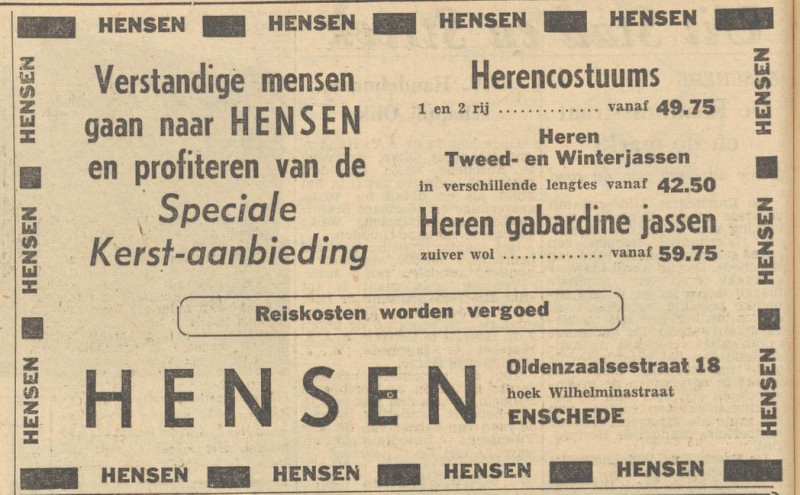 HENSEN HENSEN HENSEN HENSEN
HENSEN
HENSEN
HENSEN
Verstandige mensen
gaan naar HENSEN
en profiteren van de
Speciale
Kerst-aanbieding
Herencostuums
1 en 2 rij .............. vanaf 49.75
Heren
Tweed- en Winterjassen
in verschillende lengtes vanaf 42.50
Heren gabardine jassen
zuiver wol .............. vanaf 59.75
Reiskosten worden vergoed
HENSEN
Oldenzaalsestraat 18
hoek Wilhelminastraat
ENSCHEDE
HENSEN
HENSEN
HENSEN
HENSEN HENSEN HENSEN HENSEN